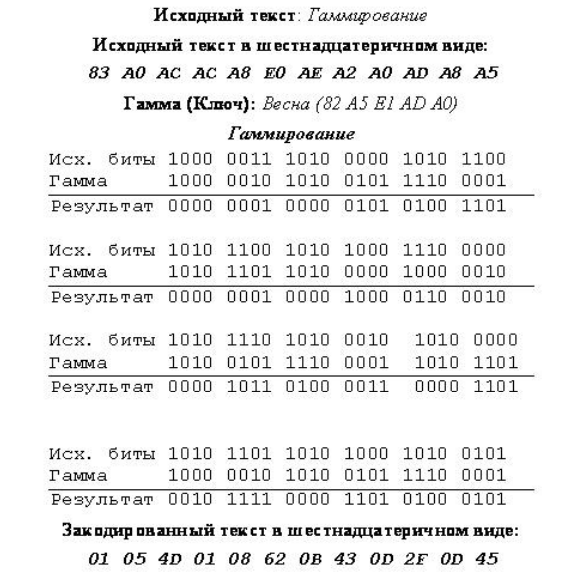 Исходный текст: Гаммирование
Исходный текст в шестнадцатеричном виде:
83 A0 AC AC A8 E0 AE A2 A0 AD A8 A5
Гамма (Ключ): Весна (82 A5 E1 AD A0)
Гаммирование
Исх. биты 1000 0011 1010 0000 1010 1100
Гамма 1000 0010 1010 0101 1110 0001
Результат 0000 0001 0000 0101 0100 1101
Исх. биты 1010 1100 1010 1000 1110 0000
Гамма 1010 1101 1010 0000 1000 0010
Результат 0000 0001 0000 1000 0110 0010
Исх. биты 1010 1110 1010 0010 1010 0000
Гамма 1010 0101 1110 0001 1010 1101
Результат 0000 1011 0100 0011 0000 1101
Исх. биты 1010 1101 1010 1000 1010 0101
Гамма 1000 0010 1010 0101 1110 0001
Результат 0010 1111 0000 1101 0100 0101
Закодированный текст в шестнадцатеричном виде:
01 05 4D 01 08 62 0B 43 0D 2F 0D 45